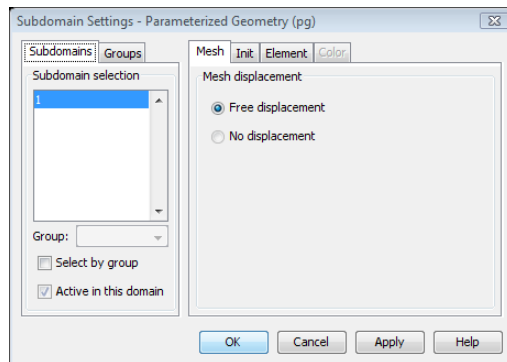 Subdomain Settings - Parameterized Geometry (pg)
Subdomains Groups
Subdomain selection
1
Group:
Select by group
Active in this domain
Mesh Init Element Color
Mesh displacement
Free displacement
No displacement
OK Cancel Apply Help